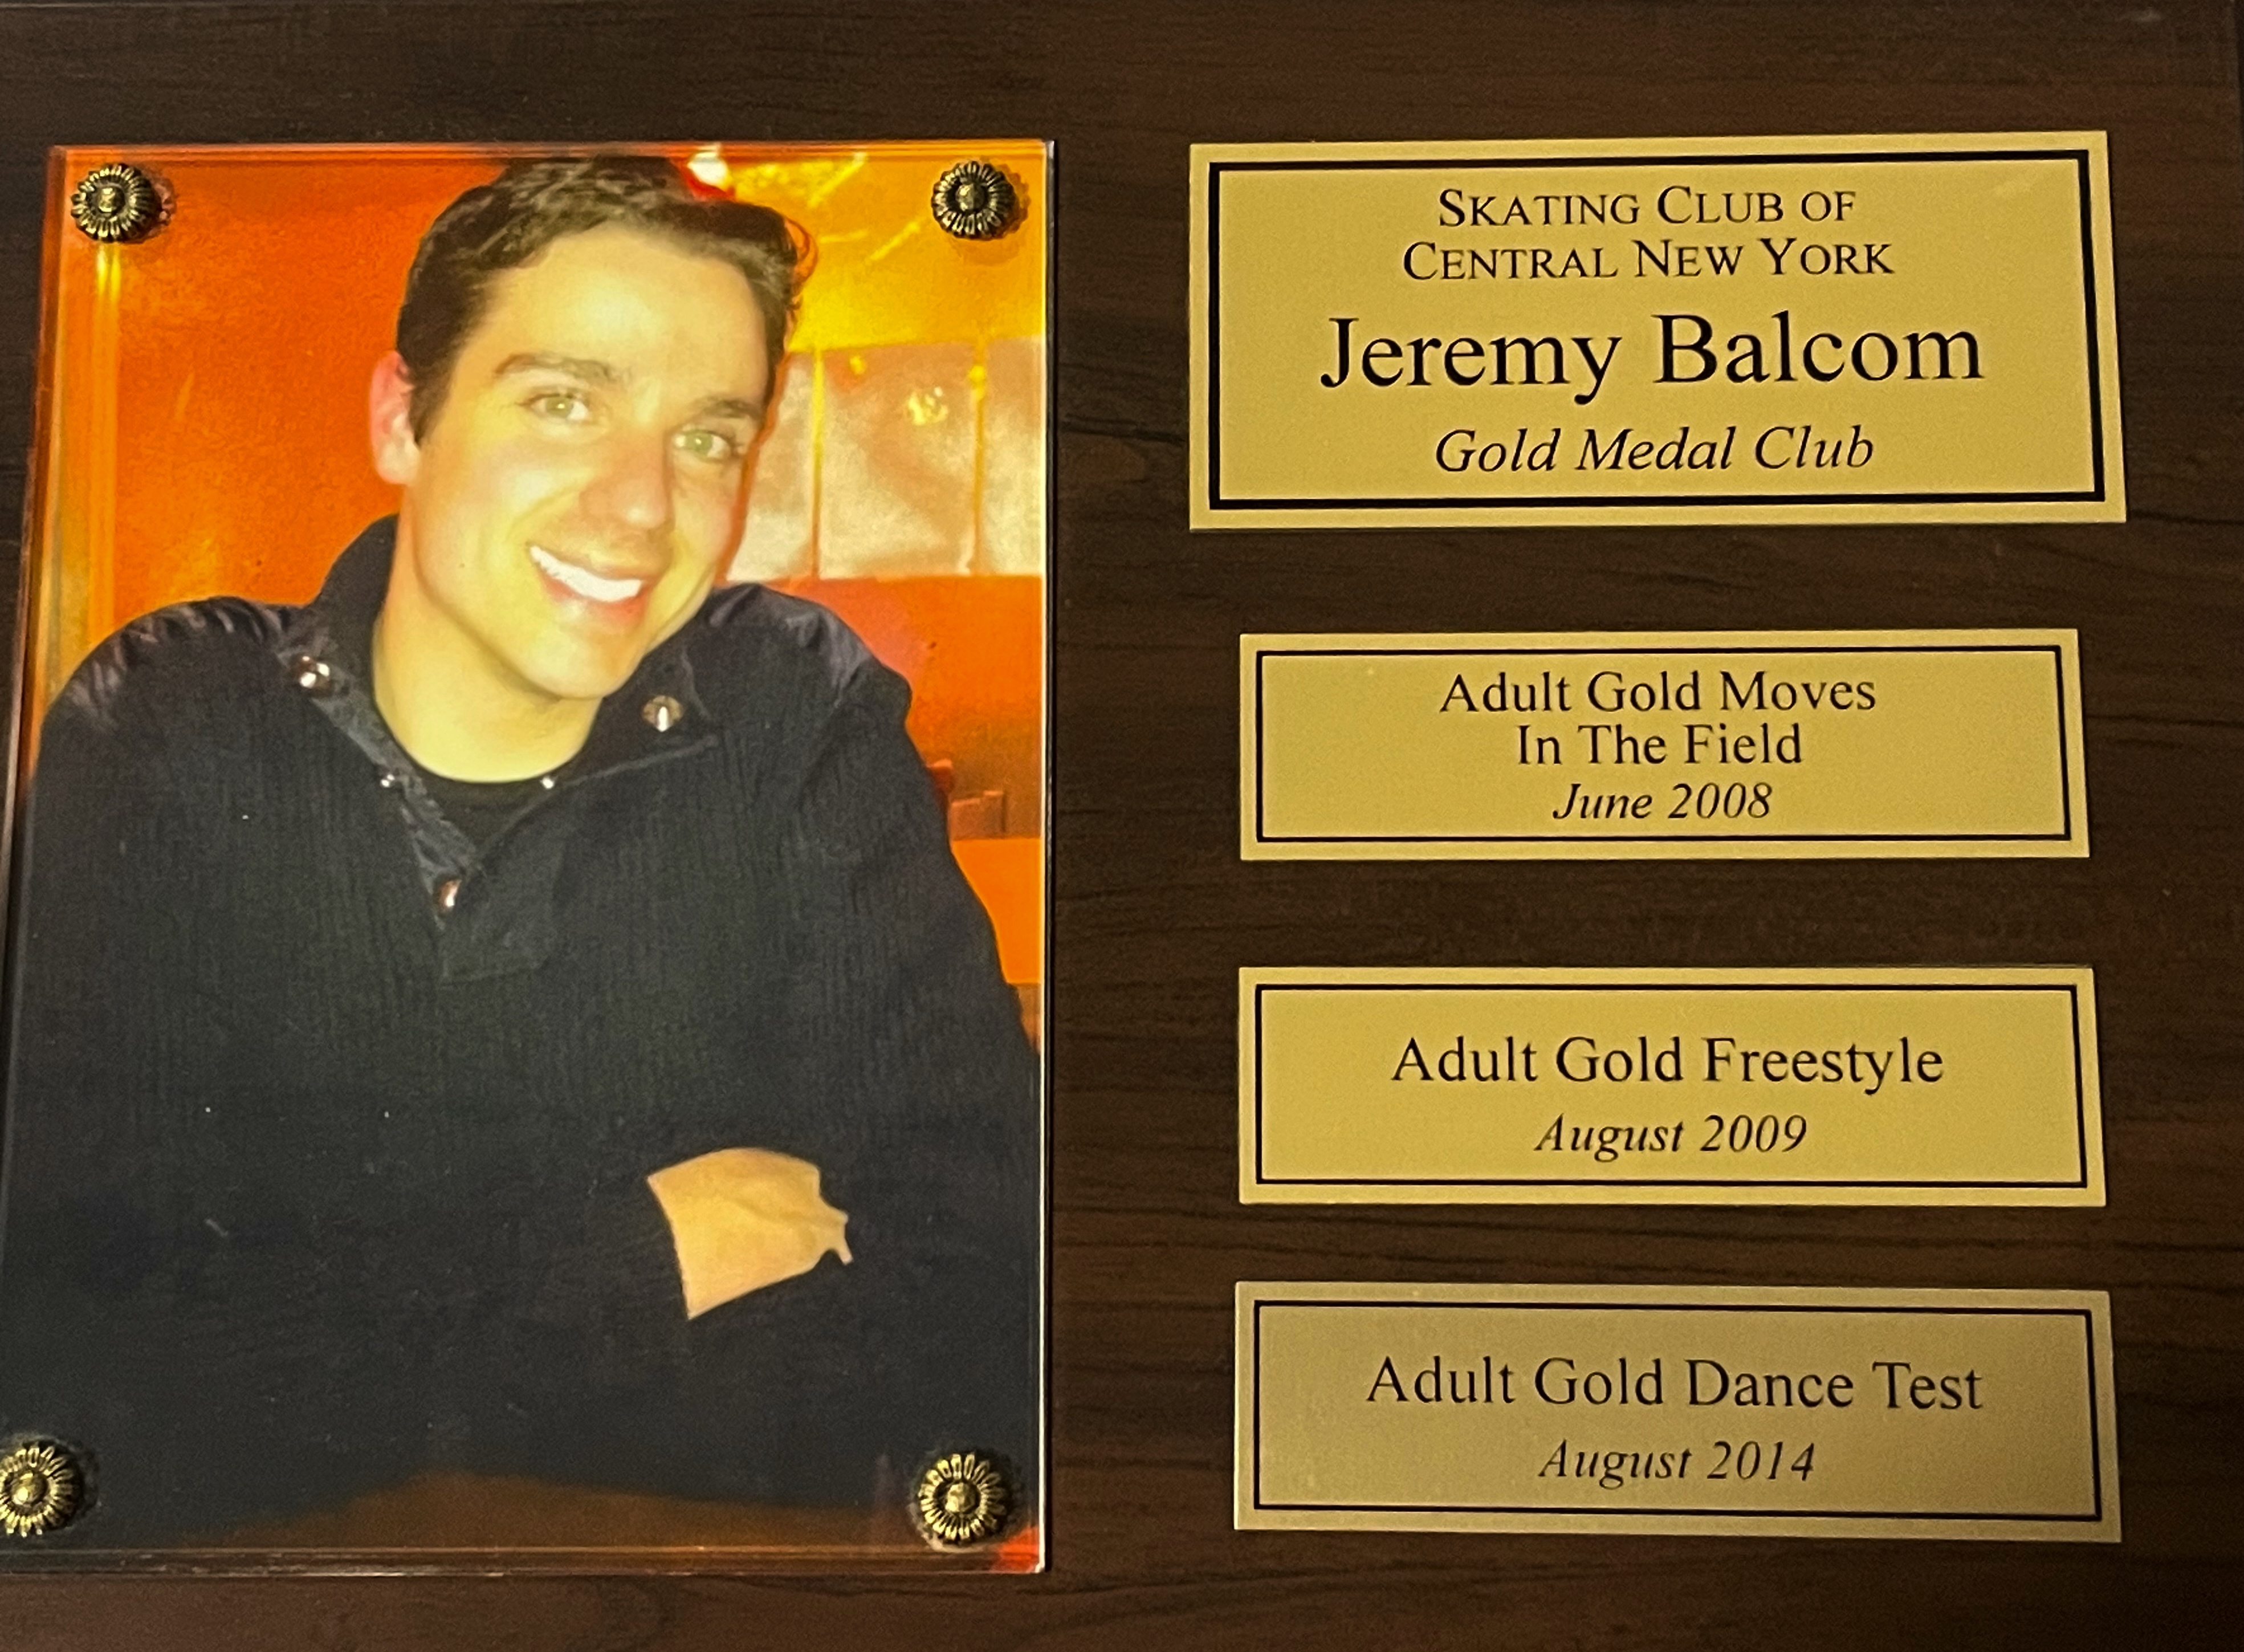 SKATING CLUB OF
CENTRAL NEW YORK
Jeremy Balcom
Gold Medal Club
Adult Gold Moves
In The Field
June 2008
Adult Gold Freestyle
August 2009
Adult Gold Dance Test
August 2014